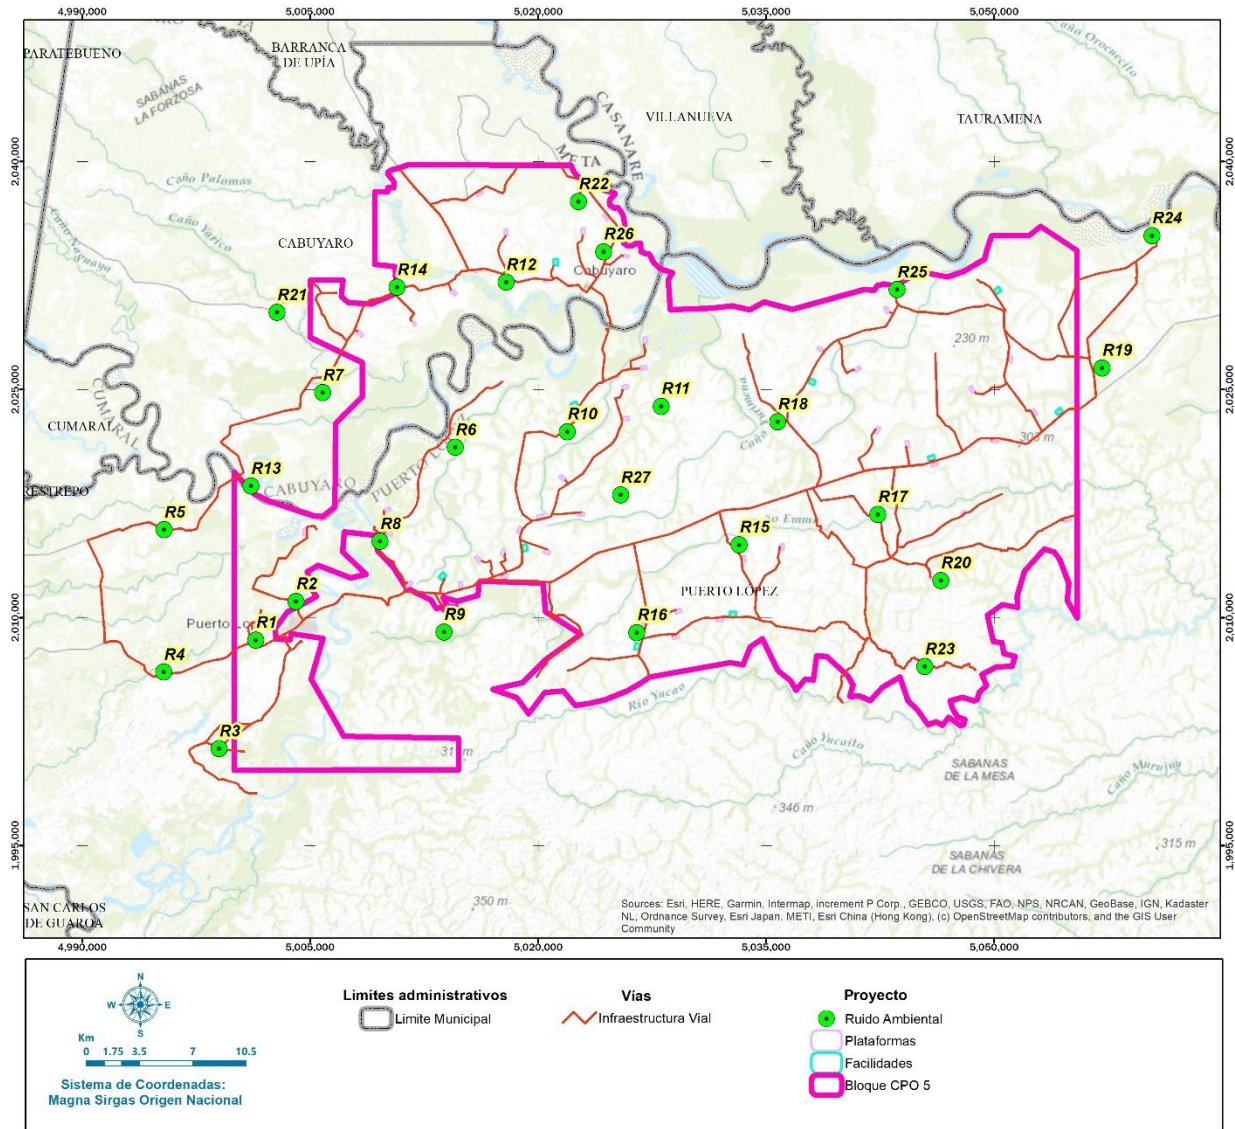 4,990,000
5,005,000
5,020,000
5,035,000
5,050,000
PARATEBUENO
BARRANCA
DE UPÍA
SABANAS
LA FORZOSA
CASANARE
META
VILLANUEVA
TAURAMENA
Caño Orocuecito
2,040,000
2,040,000
Caño Palomas
R22
Caño Yarico
Caño Naguaya
CABUYARO
R26
R24
Cabuyaro
R14
R12
R25
R21
230 m
R19
2,025,000
2,025,000
R7
R11
CUMARAL
CUMARAL
R10
R18
R6
Caño
303 m
R13
CABUYARO
RESTREPO
R27
R17
R5
R8
R15
R20
R2
PUERTO LÓPEZ
2,010,000
2,010,000
R1
R9
R16
R4
R23
Río Yucao
R3
Caño Yucailo
SABANAS
DE LA MESA
Caño Murujuy
346 m
1,995,000
1,995,000
315 m
SABANAS
DE LA CHIVERA
350 m
SAN CARLOS
DE GUAROA
Sources: Esri, HERE, Garmin, Intermap, increment P Corp., GEBCO, USGS, FAO, NPS, NRCAN, GeoBase, IGN, Kadaster
NL, Ordnance Survey, Esri Japan, METI, Esri China (Hong Kong), (c) OpenStreetMap contributors, and the GIS User
Community
4,990,000
5,005,000
5,020,000
5,035,000
5,050,000
N
W
E
S
Km
0 1.75 3.5 7 10.5
Sistema de Coordenadas:
Magna Sirgas Origen Nacional
Limites administrativos
Limite Municipal
Vías
Infraestructura Vial
Proyecto
Ruido Ambiental
Plataformas
Facilidades
Bloque CPO 5